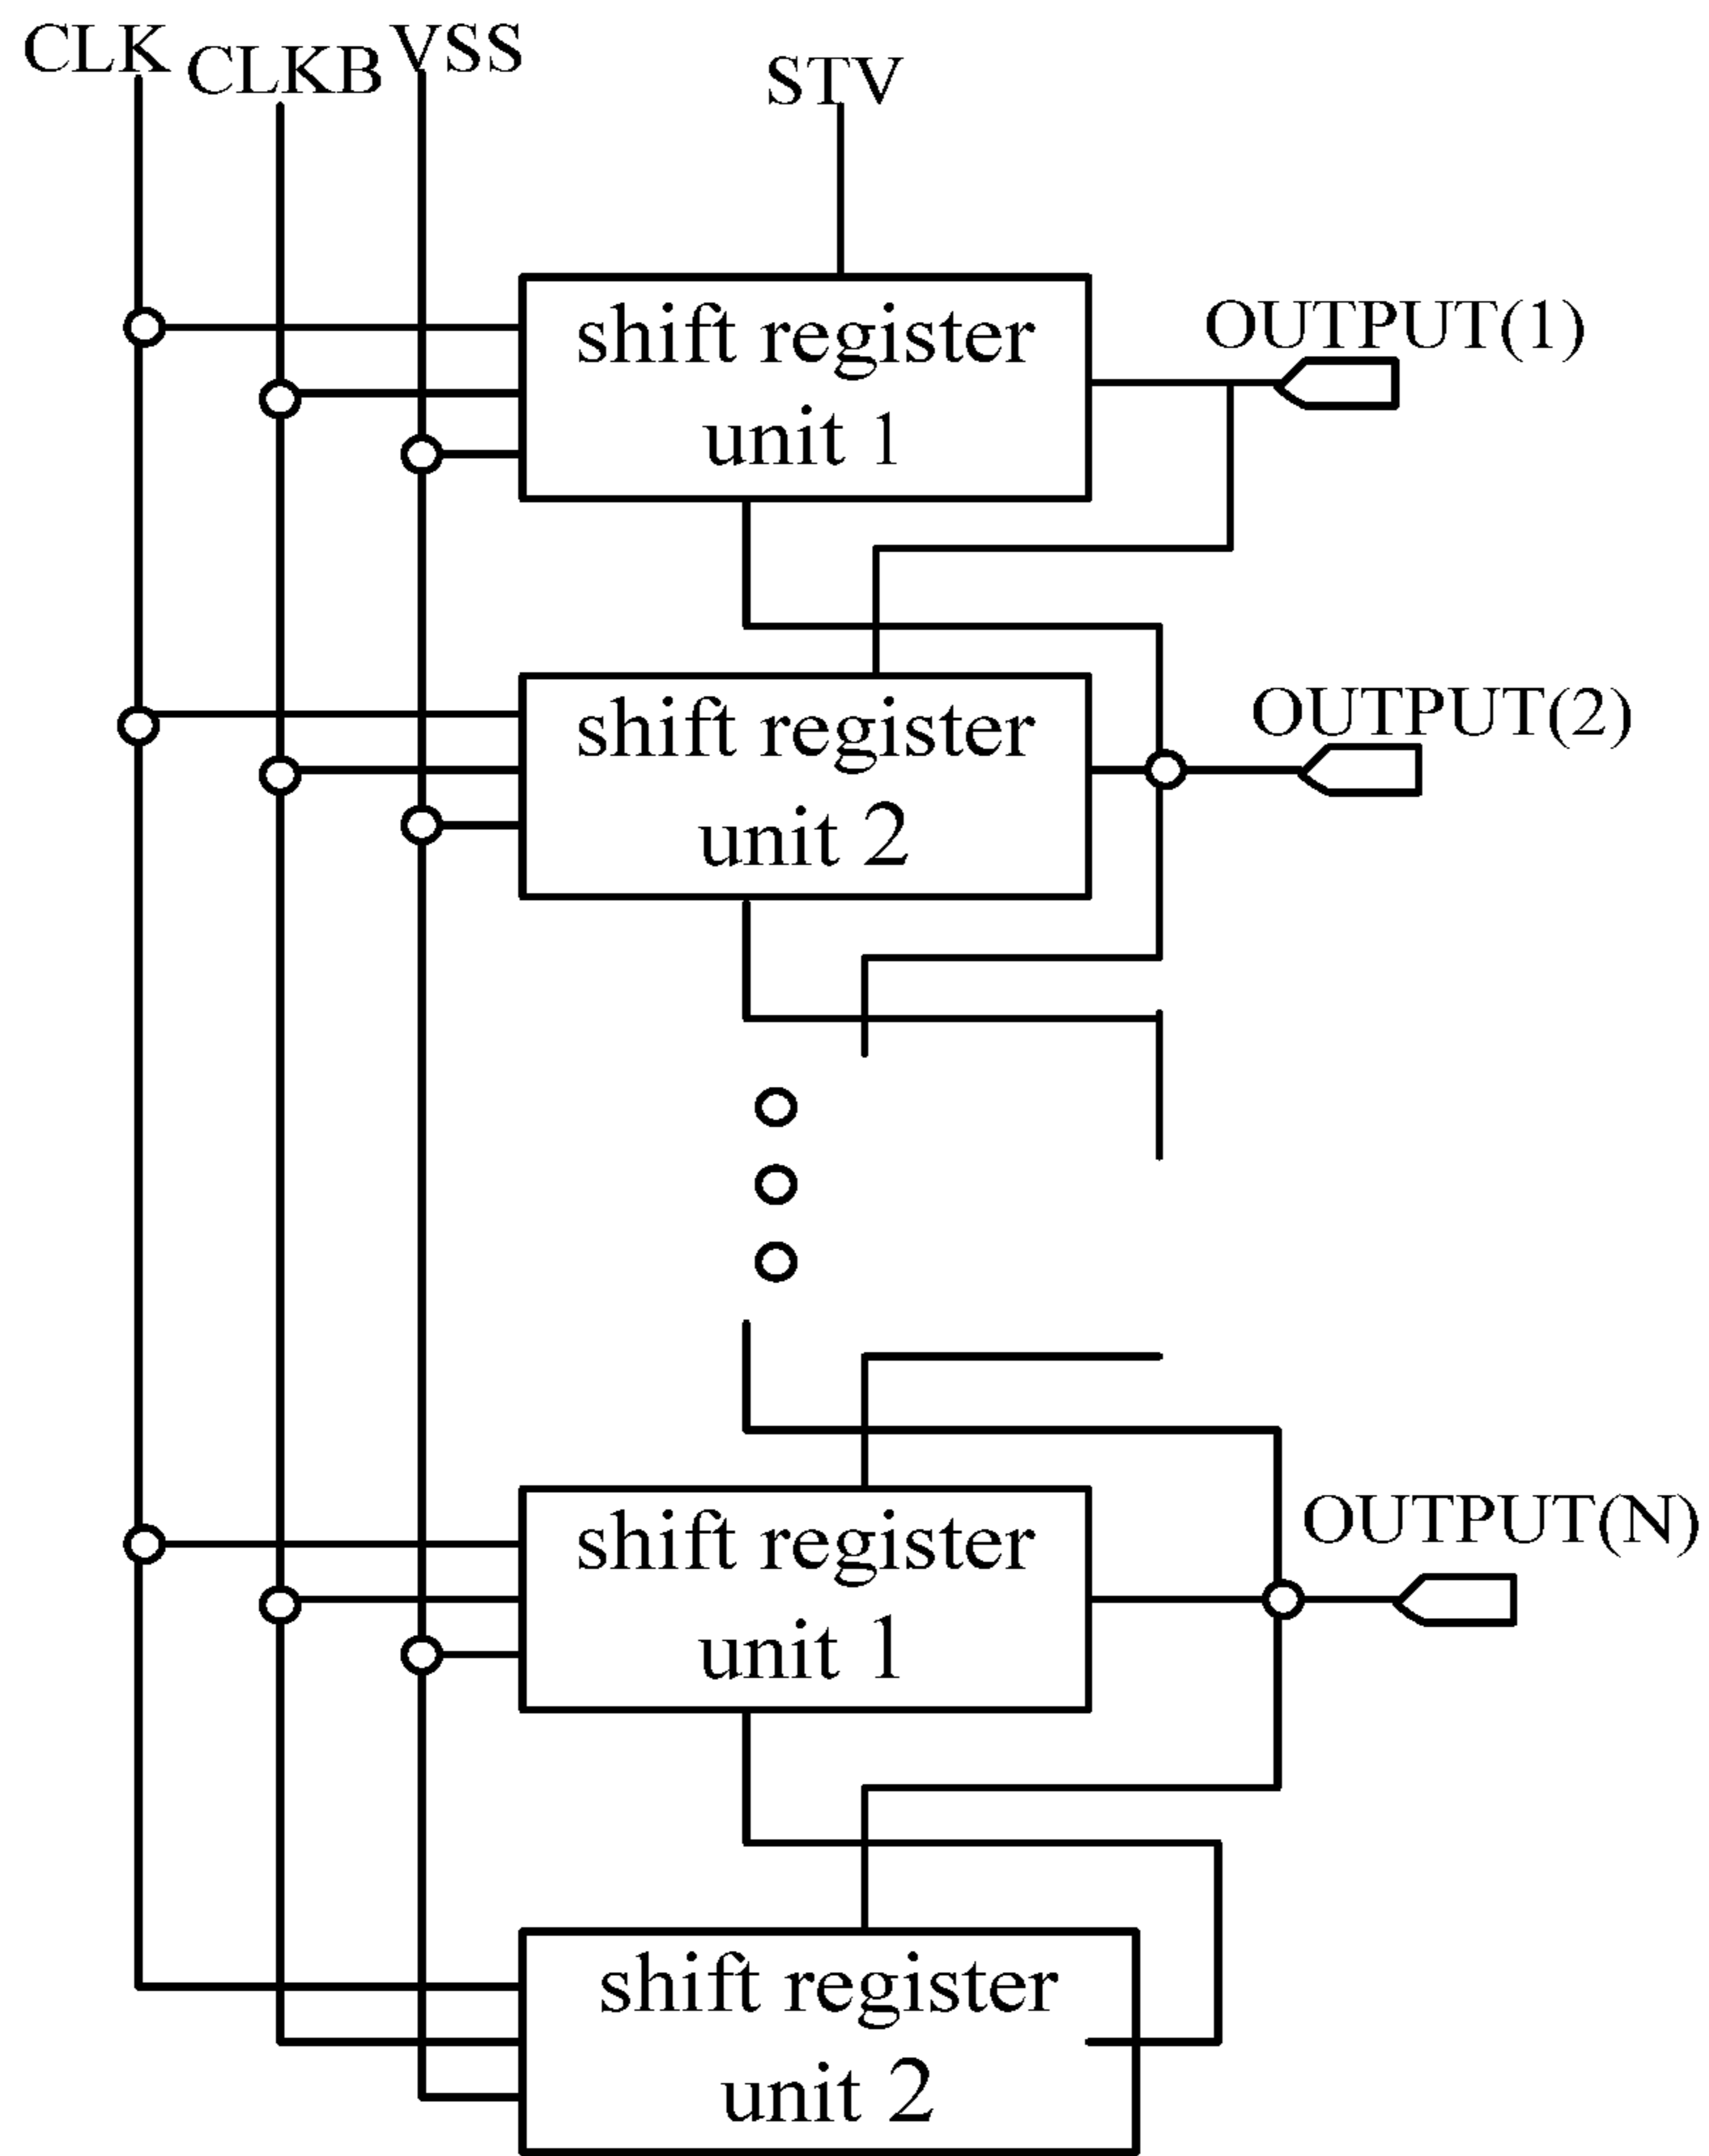 CLK CLKB VSS
STV
shift register
unit 1
OUTPUT(1)
shift register
unit 2
OUTPUT(2)
shift register
unit 1
OUTPUT(N)
shift register
unit 2